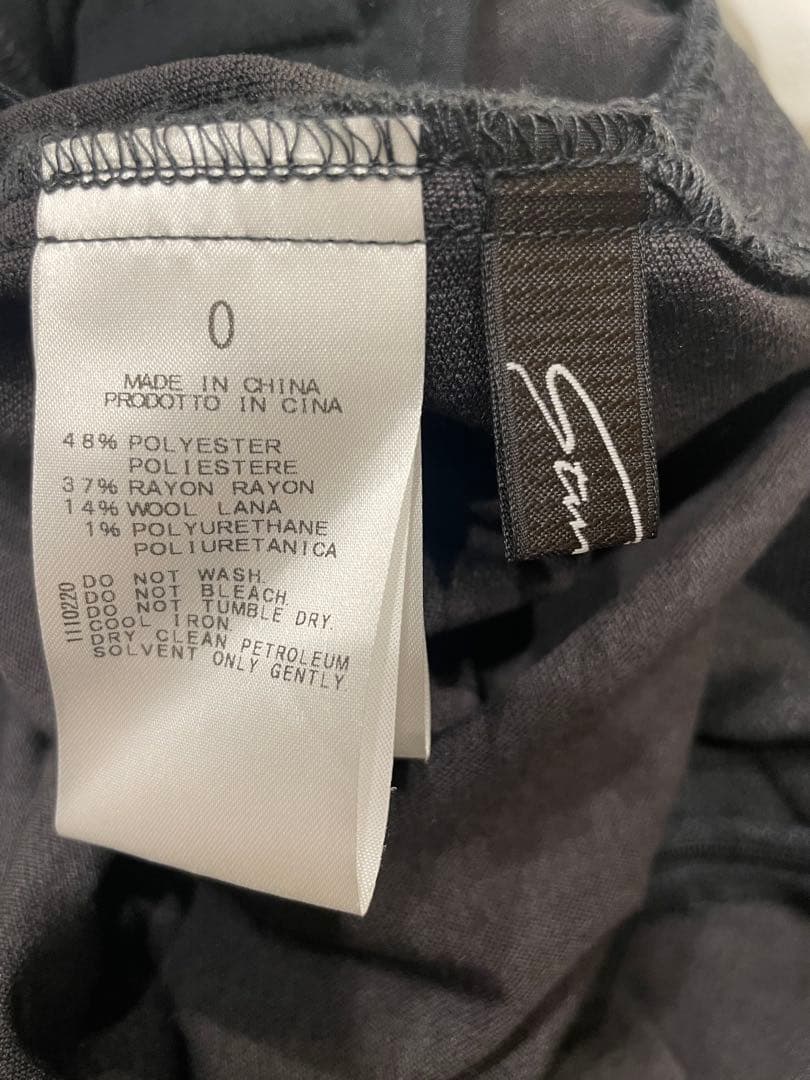 0
MADE IN CHINA
PRODOTTO IN CINA
48% POLYESTER
POLIESTERE
37% RAYON RAYON
14% WOOL LANA
1% POLYURETHANE
POLIURETANICA
1110220
DO NOT WASH.
DO NOT BLEACH.
DO NOT TUMBLE DRY.
COOL IRON.
DRY CLEAN PETROLEUM
SOLVENT ONLY GENTLY.